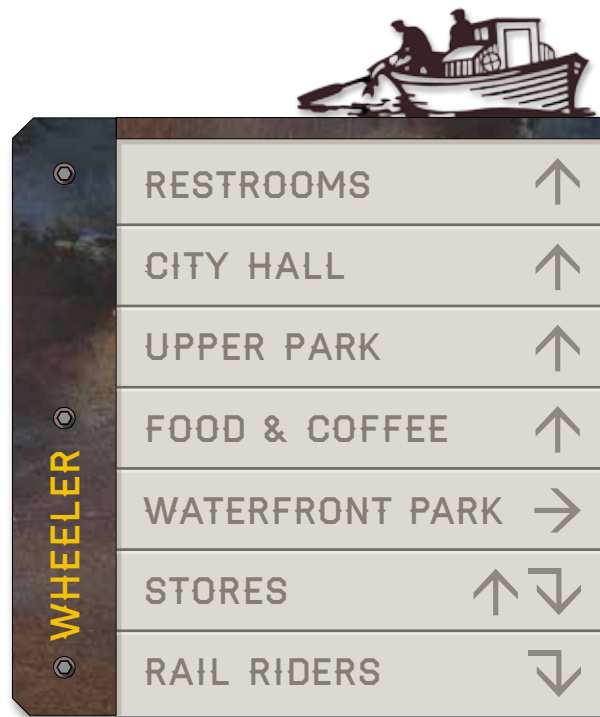 RESTROOMS ↑
CITY HALL ↑
UPPER PARK ↑
FOOD & COFFEE ↑
WATERFRONT PARK →
STORES ↑ ↴
RAIL RIDERS ↴
WHEELER